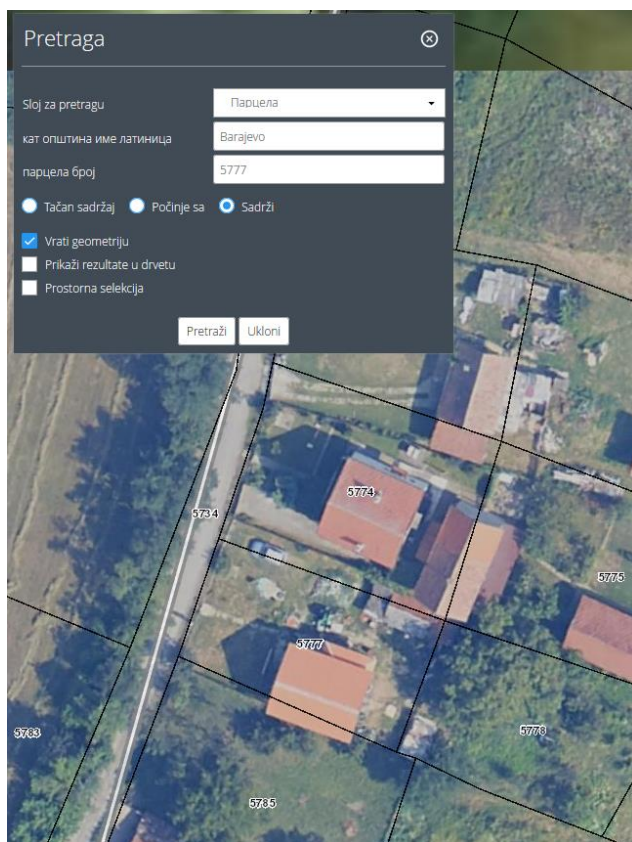 Pretraga
Sloj za pretragu
Парцела
кат општина име латиница
Barajevo
парцела број
5777
Tačan sadržaj Počinje sa Sadrži
Vrati geometriju
Prikaži rezultate u drvetu
Prostorna selekcija
Pretraži Ukloni
5774
5734
5775
5777
5783
5778
5785